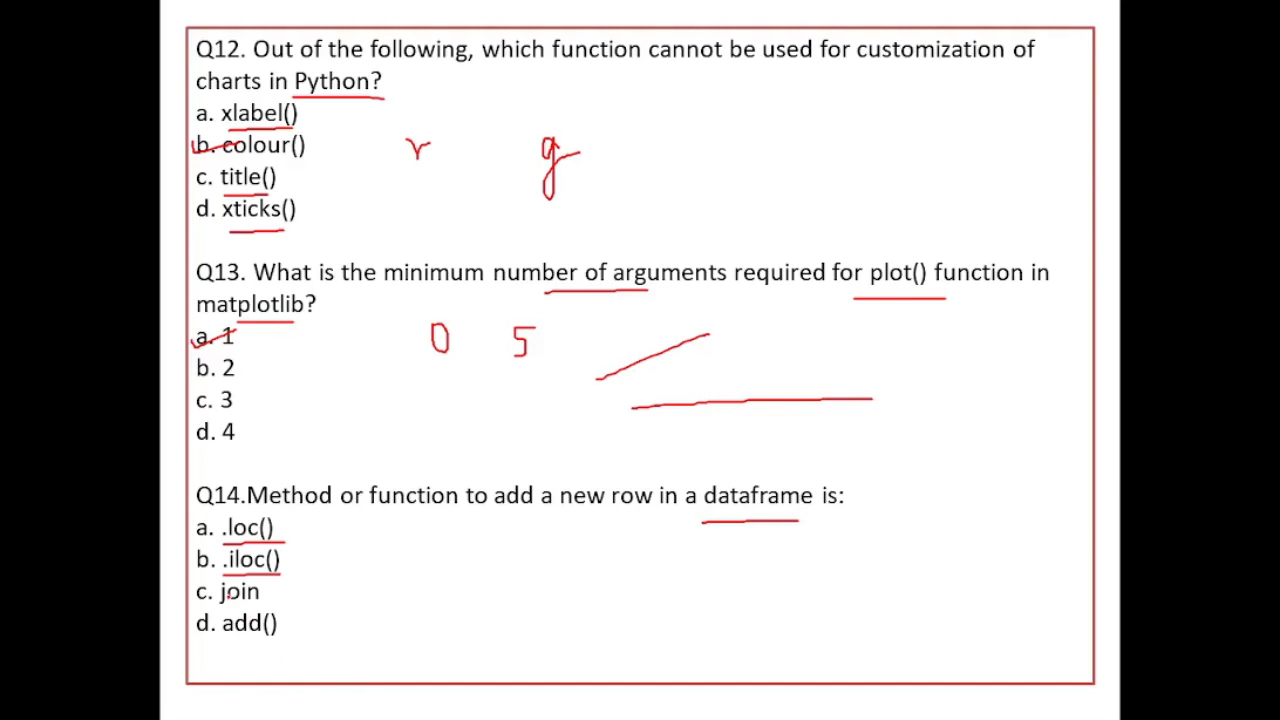 Q12. Out of the following, which function cannot be used for customization of
charts in Python?
a. xlabel()
b. colour() r g
c. title()
d. xticks()
Q13. What is the minimum number of arguments required for plot() function in
matplotlib?
a. 1 0 5
b. 2
c. 3
d. 4
Q14.Method or function to add a new row in a dataframe is:
a. .loc()
b. .iloc()
c. join
d. add()